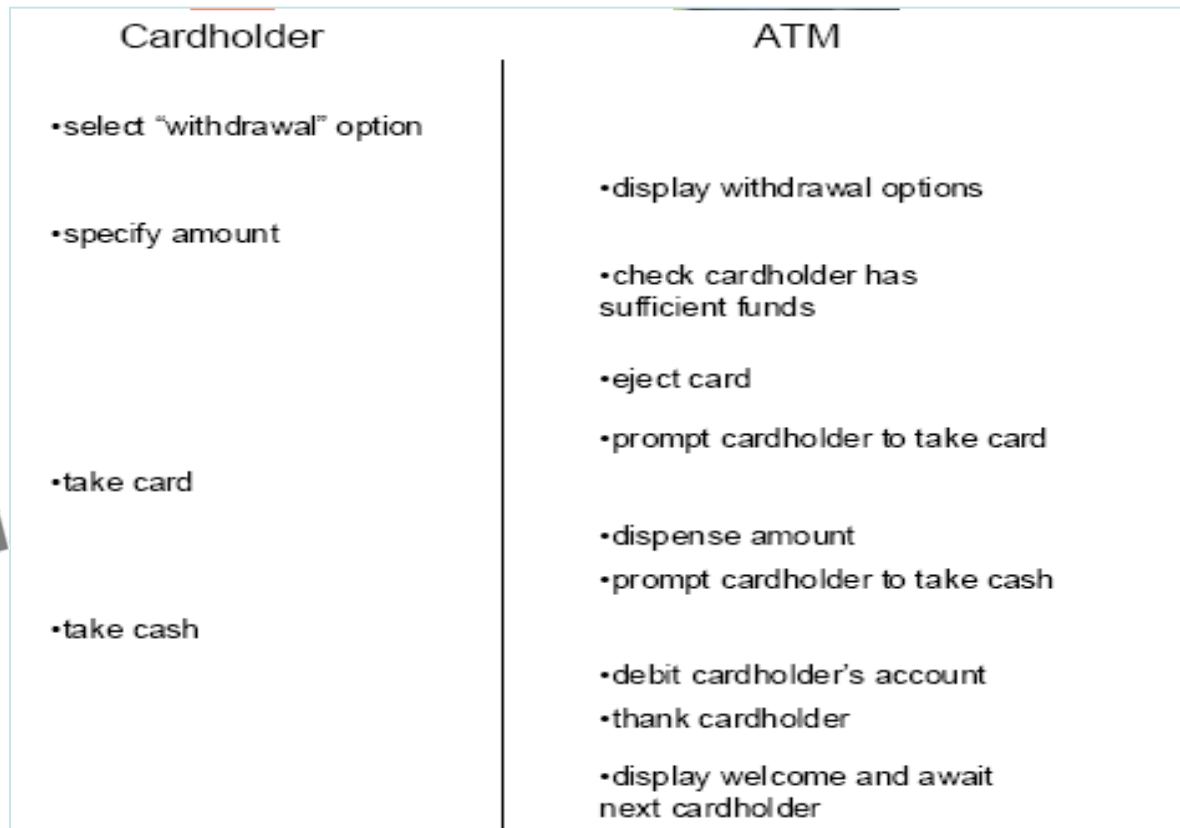 Cardholder
ATM
•select “withdrawal” option
•display withdrawal options
•specify amount
•check cardholder has
sufficient funds
•eject card
•prompt cardholder to take card
•take card
•dispense amount
•prompt cardholder to take cash
•take cash
•debit cardholder’s account
•thank cardholder
•display welcome and await
next cardholder